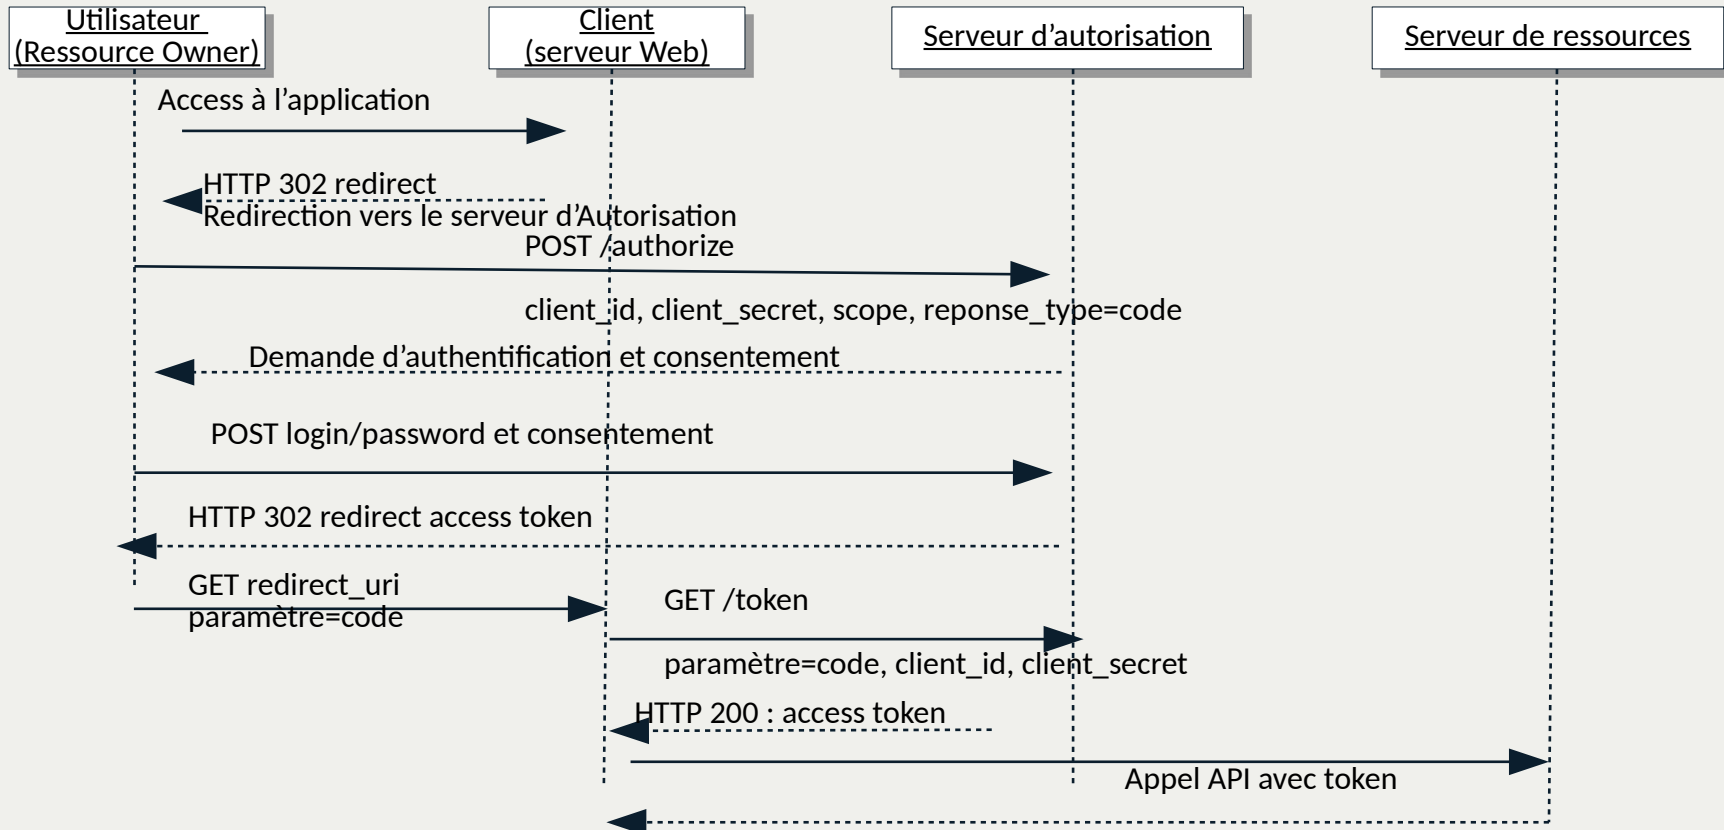 Utilisateur
(Ressource Owner)
Client
(serveur Web)
Serveur d’autorisation
Serveur de ressources
Access à l’application
HTTP 302 redirect
Redirection vers le serveur d’Autorisation
POST /authorize
client_id, client_secret, scope, reponse_type=code
Demande d’authentification et consentement
POST login/password et consentement
HTTP 302 redirect access token
GET redirect_uri
paramètre=code
GET /token
paramètre=code, client_id, client_secret
HTTP 200 : access token
Appel API avec token